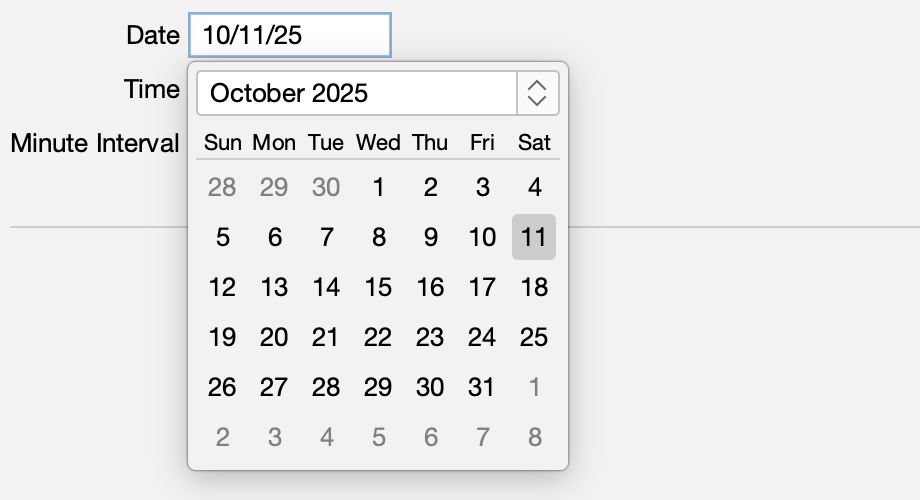 Date 10/11/25
Time
October 2025
Minute Interval
Sun Mon Tue Wed Thu Fri Sat
28 29 30 1 2 3 4
5 6 7 8 9 10 11
12 13 14 15 16 17 18
19 20 21 22 23 24 25
26 27 28 29 30 31 1
2 3 4 5 6 7 8